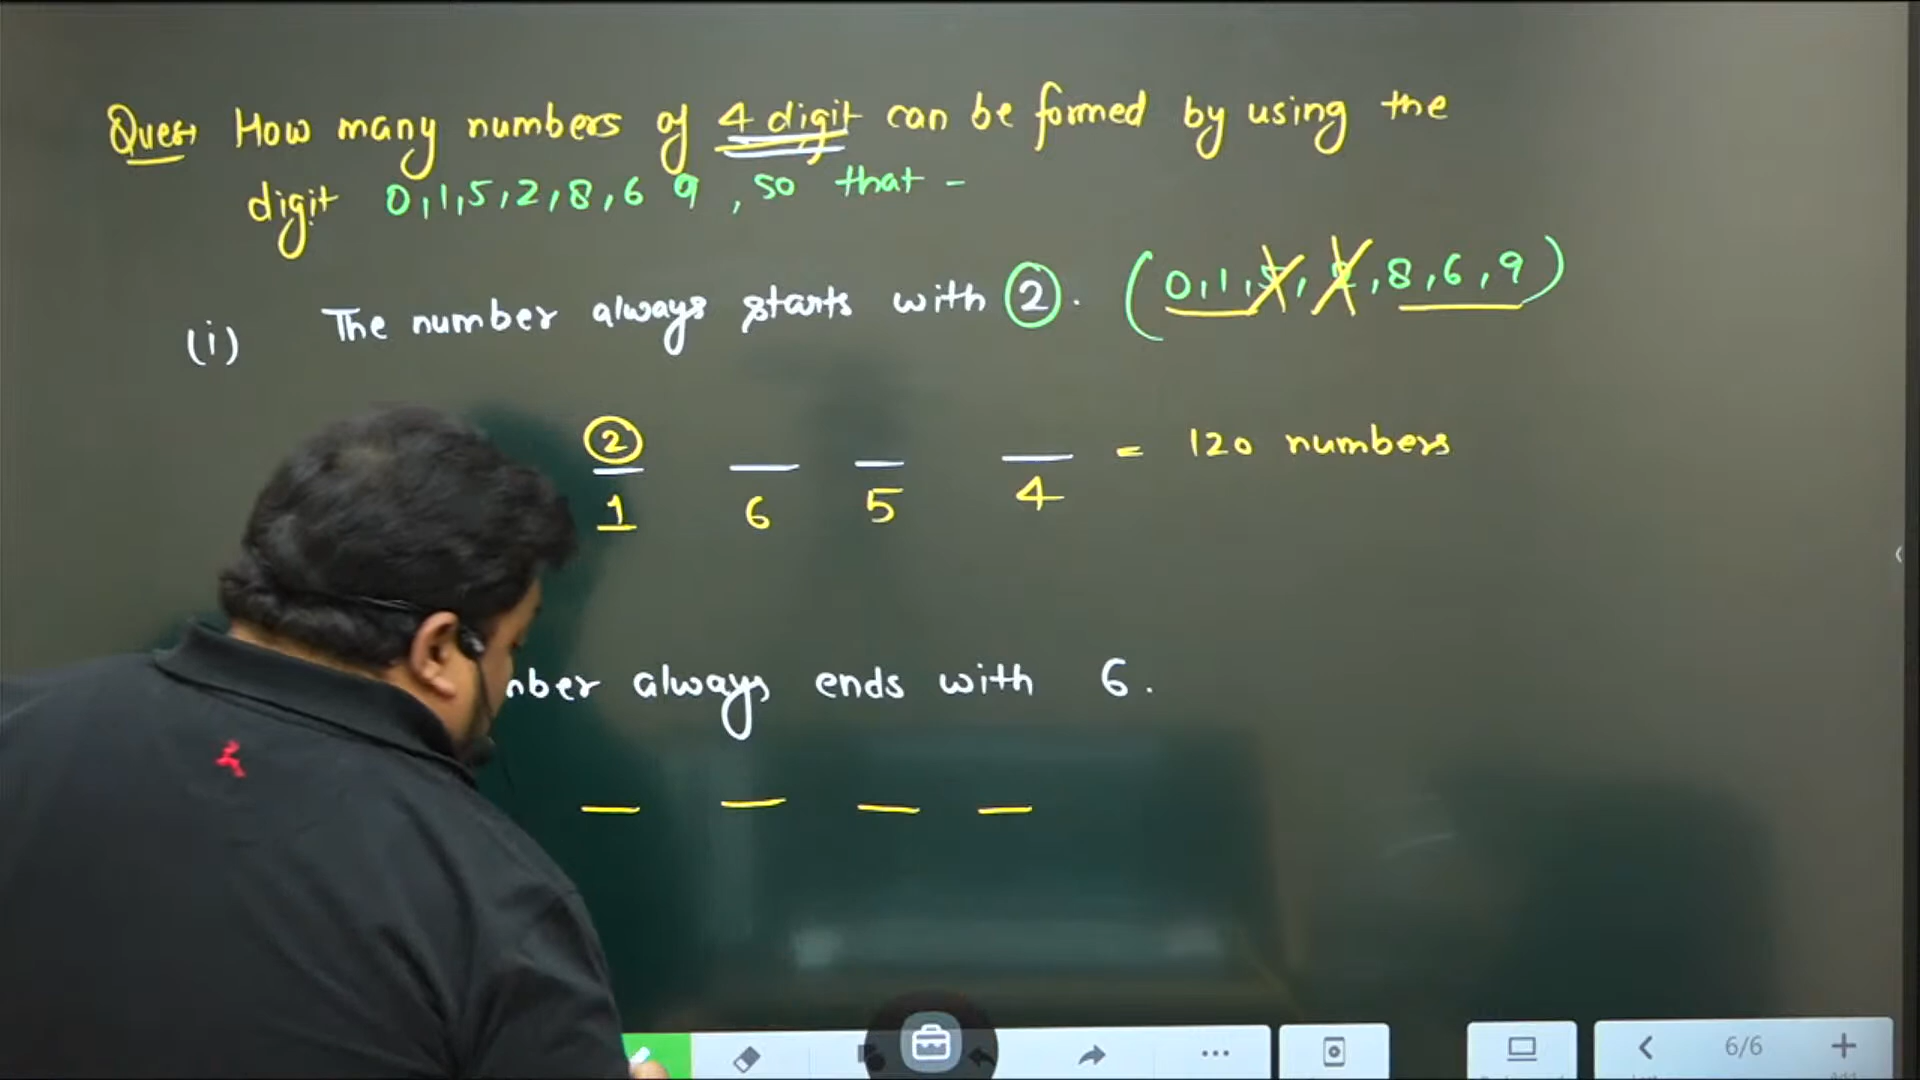 Ques: How many numbers of 4 digit can be formed by using the
digit 0,1,5,2,8,6 9, so that -
(i) The number always starts with 2. (0,1,5,2,8,6,9)
2
1 6 5 4 = 120 numbers
always ends with 6.
6/6